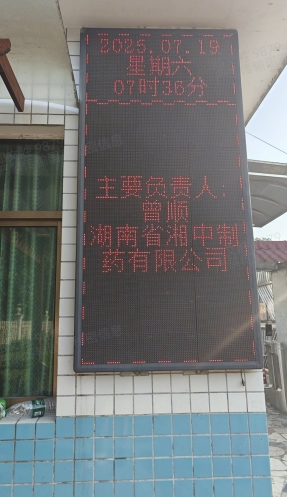 2025.07.19
星期六
07时36分
主要负责人:
曾顺
湖南省湘中制
药有限公司